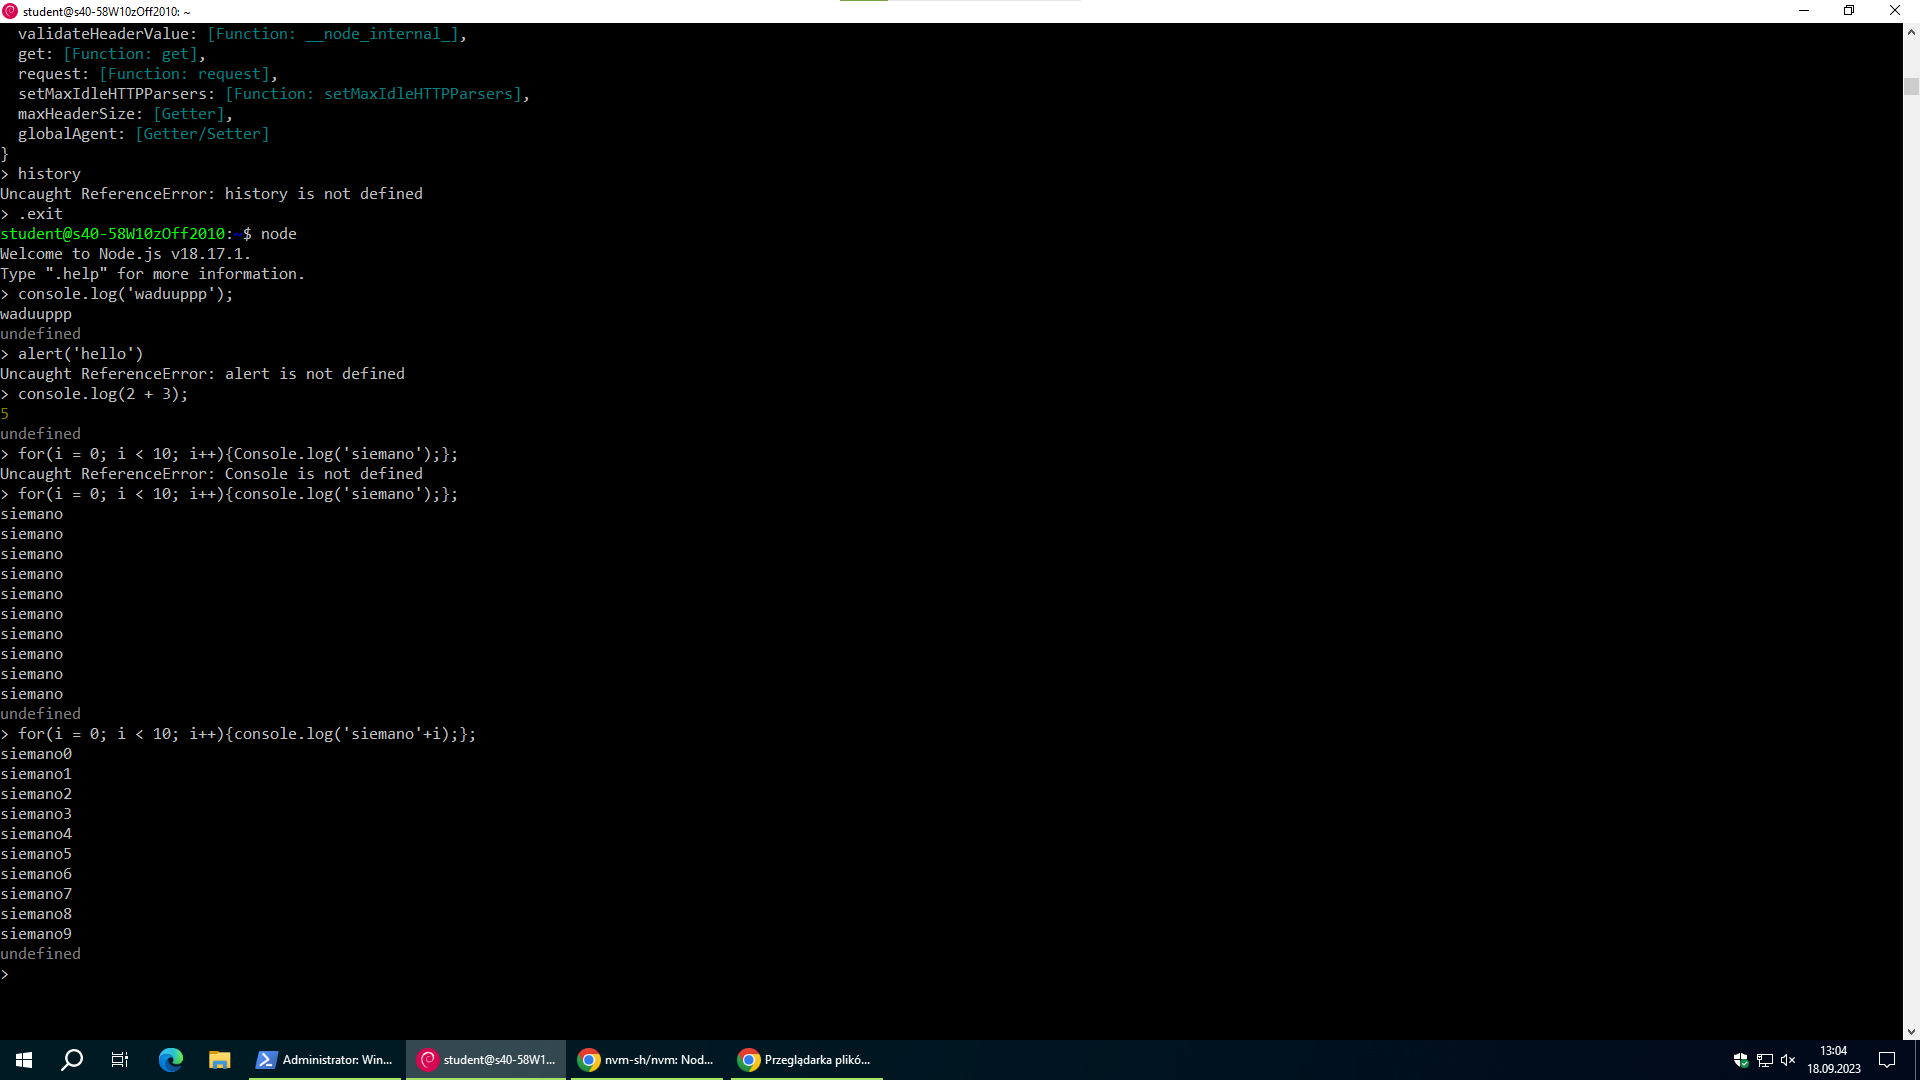 student@s40-58W10zOff2010: ~
  validateHeaderValue: [Function: __node_internal_],
  get: [Function: get],
  request: [Function: request],
  setMaxIdleHTTPParsers: [Function: setMaxIdleHTTPParsers],
  maxHeaderSize: [Getter],
  globalAgent: [Getter/Setter]
}
> history
Uncaught ReferenceError: history is not defined
> .exit
student@s40-58W10zOff2010:~$ node
Welcome to Node.js v18.17.1.
Type ".help" for more information.
> console.log('waduuppp');
waduuppp
undefined
> alert('hello')
Uncaught ReferenceError: alert is not defined
> console.log(2 + 3);
5
undefined
> for(i = 0; i < 10; i++){Console.log('siemano');};
Uncaught ReferenceError: Console is not defined
> for(i = 0; i < 10; i++){console.log('siemano');};
siemano
siemano
siemano
siemano
siemano
siemano
siemano
siemano
siemano
siemano
undefined
> for(i = 0; i < 10; i++){console.log('siemano'+i);};
siemano0
siemano1
siemano2
siemano3
siemano4
siemano5
siemano6
siemano7
siemano8
siemano9
undefined
>
Administrator: Win...
student@s40-58W1...
nvm-sh/nvm: Nod...
Przeglądarka plikó...
13:04
18.09.2023